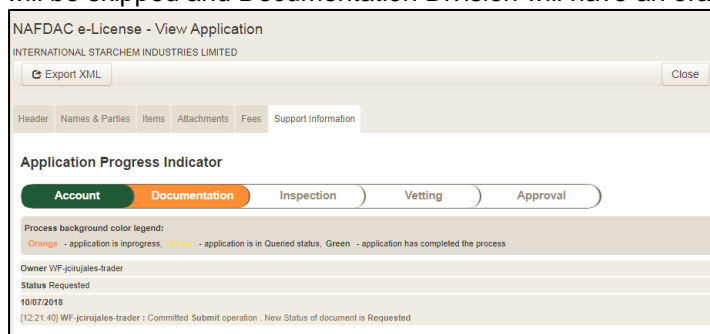 NAFDAC e-License - View Application
INTERNATIONAL STARCHEM INDUSTRIES LIMITED
Export XML
Close
Header Names & Parties Items Attachments Fees Support Information
Application Progress Indicator
Account Documentation Inspection Vetting Approval
Process background color legend:
Orange - application is inprogress, Yellow - application is in Queried status, Green - application has completed the process
Owner WF-jcirujales-trader
Status Requested
10/07/2018
[12:21:40] WF-jcirujales-trader : Committed Submit operation . New Status of document is Requested